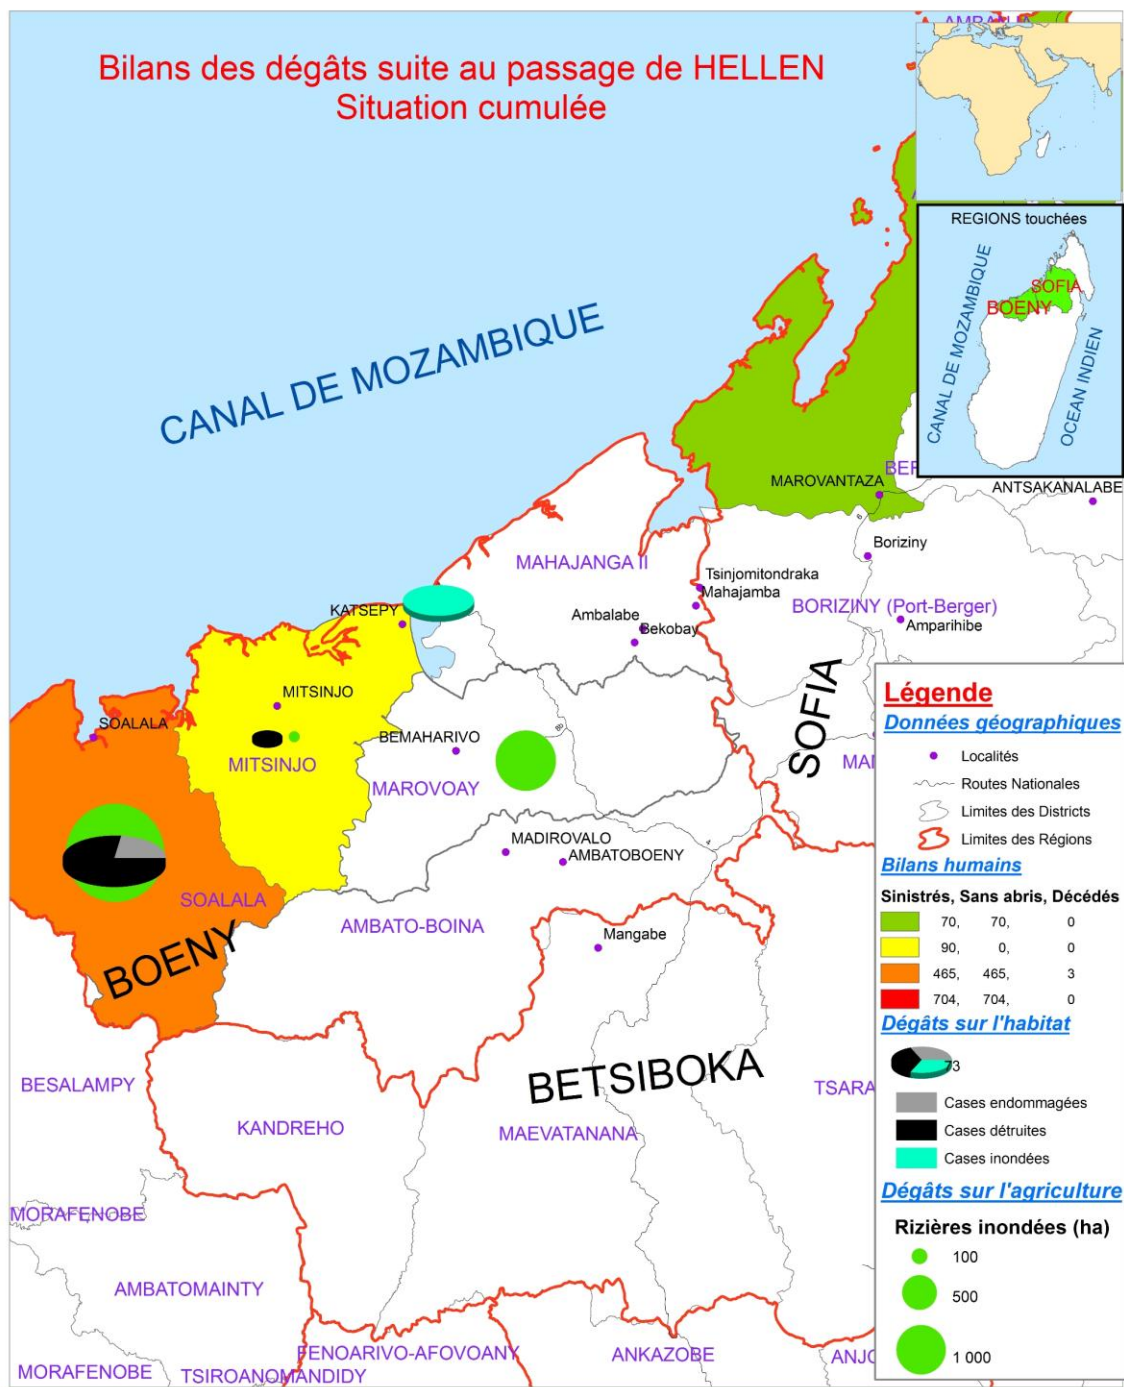 Bilans des dégâts suite au passage de HELLEN
Situation cumulée
REGIONS touchées
CANAL DE MOZAMBIQUE
SOFIA
BOENY
OCEAN INDIEN
CANAL DE MOZAMBIQUE
MAROVANTAZA
ANTSAKANALABE
Boriziny
MAHAJANGA II
Tsinjomitondraka
Mahajamba
KATSEPY
Ambalabe
Bekobay
BORIZINY (Port-Berger)
Amparihibe
SOFIA
MITSINJO
SOALALA
BEMAHARIVO
MITSINJO
MAROVOAY
MADIROVALO
AMBATOBOENY
SOALALA
AMBATO-BOINA
BOENY
Mangabe
BETSIBOKA
BESALAMPY
KANDREHO
MAEVATANANA
TSARA
MORAFENOBE
AMBATOMAINTY
MORAFENOBE
TSIROANOMANDIDY
FENOARIVO-AFOVOANY
ANKAZOBE
ANJO
Légende
Données géographiques
Localités
Routes Nationales
Limites des Districts
Limites des Régions
Bilans humains
Sinistrés, Sans abris, Décédés
70, 70, 0
90, 0, 0
465, 465, 3
704, 704, 0
Dégâts sur l'habitat
73
Cases endommagées
Cases détruites
Cases inondées
Dégâts sur l'agriculture
Rizières inondées (ha)
100
500
1 000